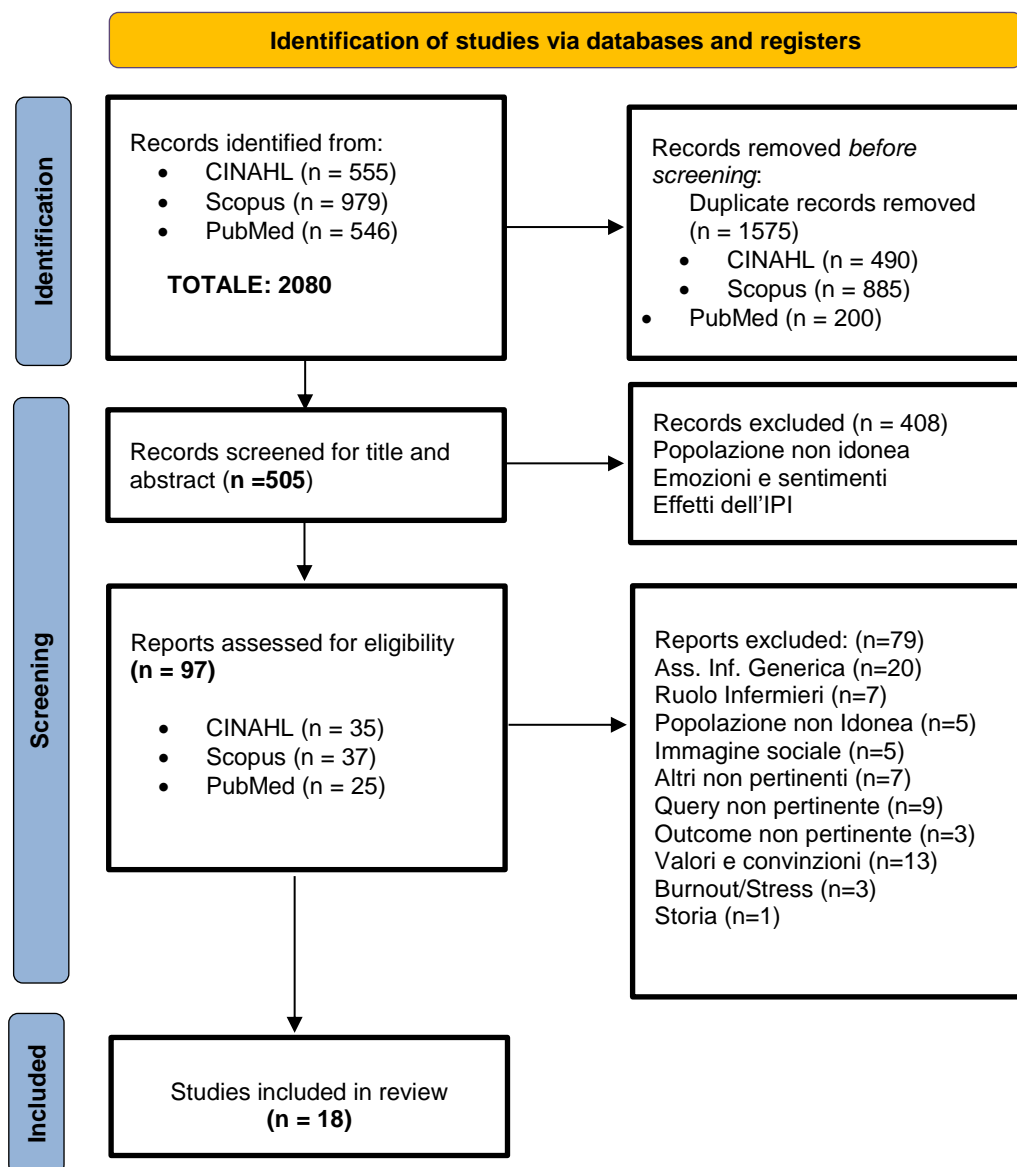 Identification of studies via databases and registers
Identification
Records identified from:
• CINAHL (n = 555)
• Scopus (n = 979)
• PubMed (n = 546)
TOTALE: 2080
Records removed before
screening:
Duplicate records removed
(n = 1575)
• CINAHL (n = 490)
• Scopus (n = 885)
• PubMed (n = 200)
Screening
Records screened for title and
abstract (n =505)
Records excluded (n = 408)
Popolazione non idonea
Emozioni e sentimenti
Effetti dell’IPI
Reports assessed for eligibility
(n = 97)
• CINAHL (n = 35)
• Scopus (n = 37)
• PubMed (n = 25)
Reports excluded: (n=79)
Ass. Inf. Generica (n=20)
Ruolo Infermieri (n=7)
Popolazione non Idonea (n=5)
Immagine sociale (n=5)
Altri non pertinenti (n=7)
Query non pertinente (n=9)
Outcome non pertinente (n=3)
Valori e convinzioni (n=13)
Burnout/Stress (n=3)
Storia (n=1)
Included
Studies included in review
(n = 18)